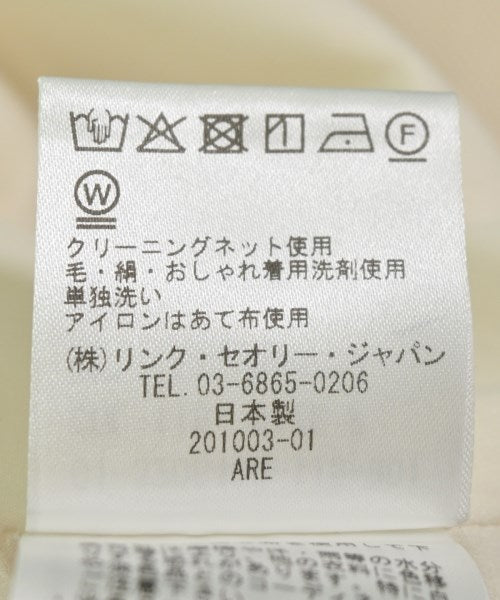 F
W
クリーニングネット使用
毛・絹・おしゃれ着用洗剤使用
単独洗い
アイロンはあて布使用
(株)リンク・セオリー・ジャパン
TEL. 03-6865-0206
日本製
201003-01
ARE